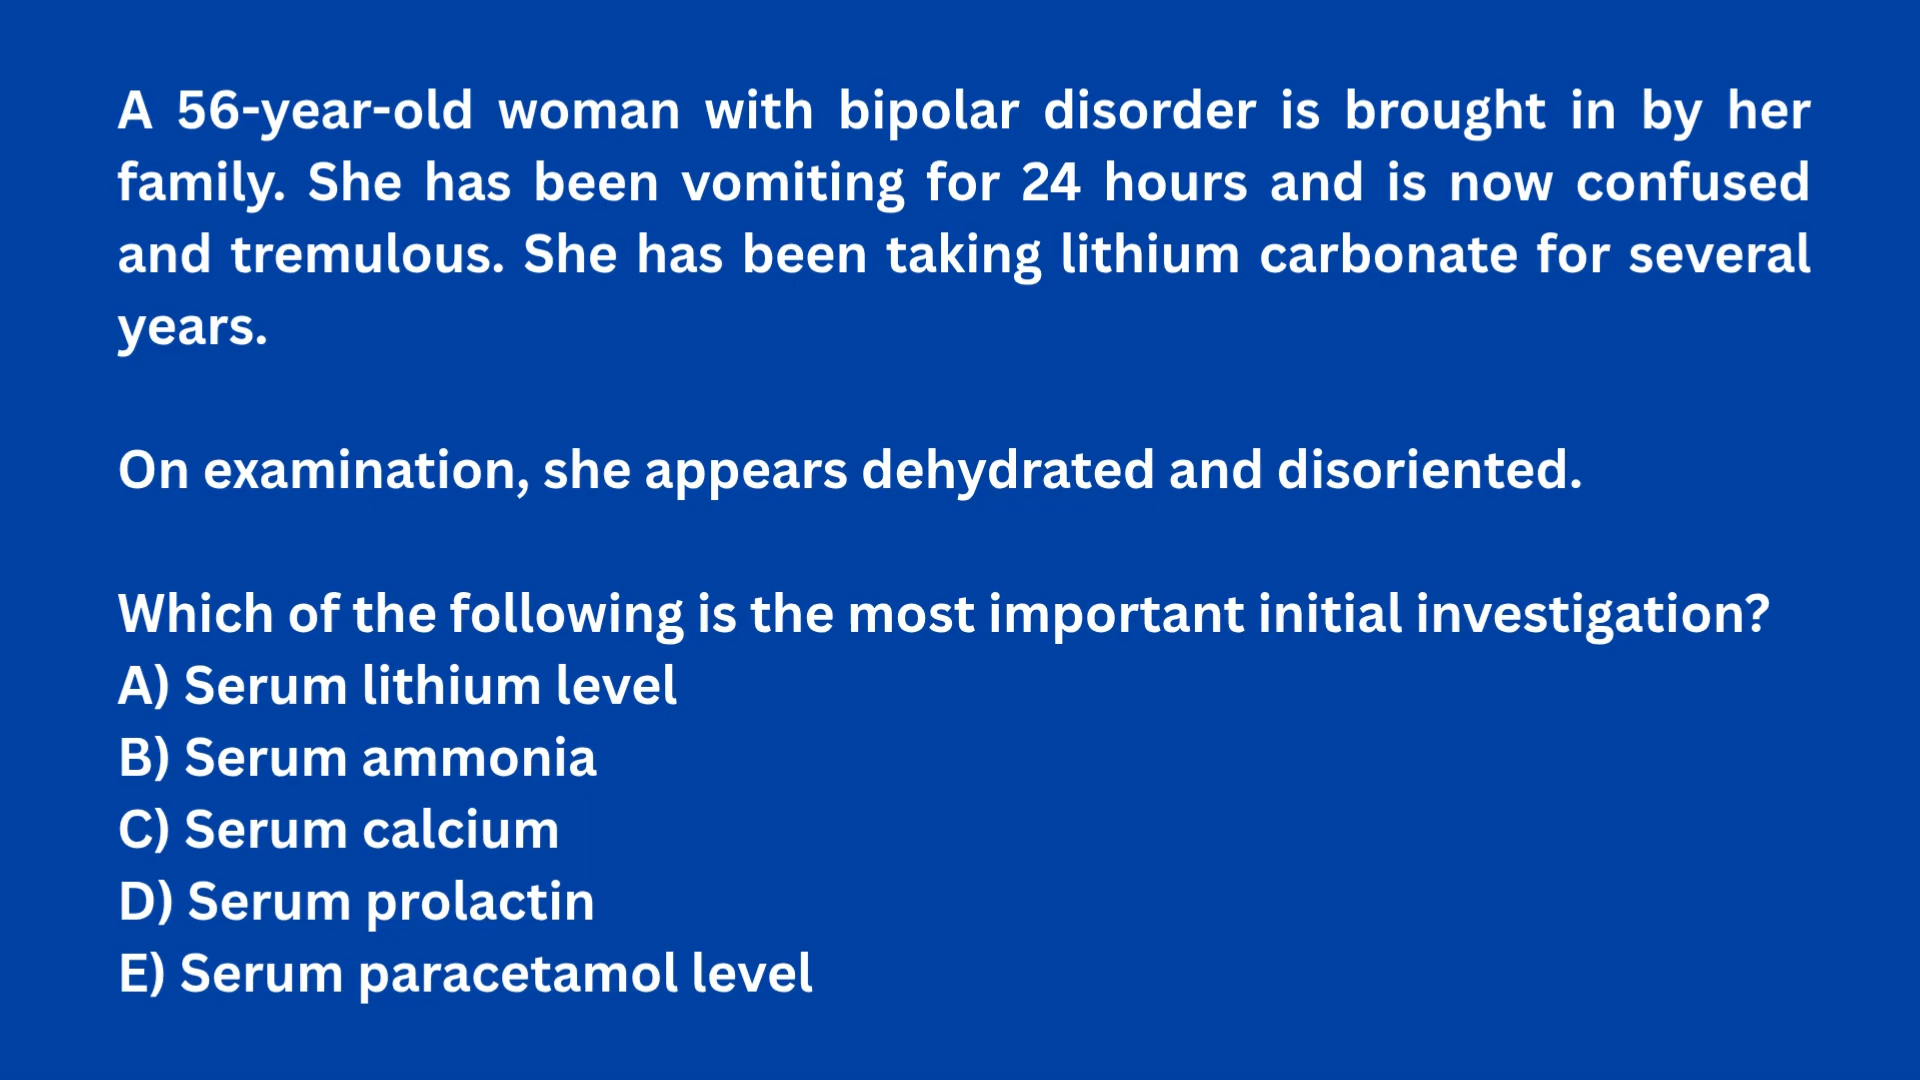 A 56-year-old woman with bipolar disorder is brought in by her
family. She has been vomiting for 24 hours and is now confused
and tremulous. She has been taking lithium carbonate for several
years.
On examination, she appears dehydrated and disoriented.
Which of the following is the most important initial investigation?
A) Serum lithium level
B) Serum ammonia
C) Serum calcium
D) Serum prolactin
E) Serum paracetamol level